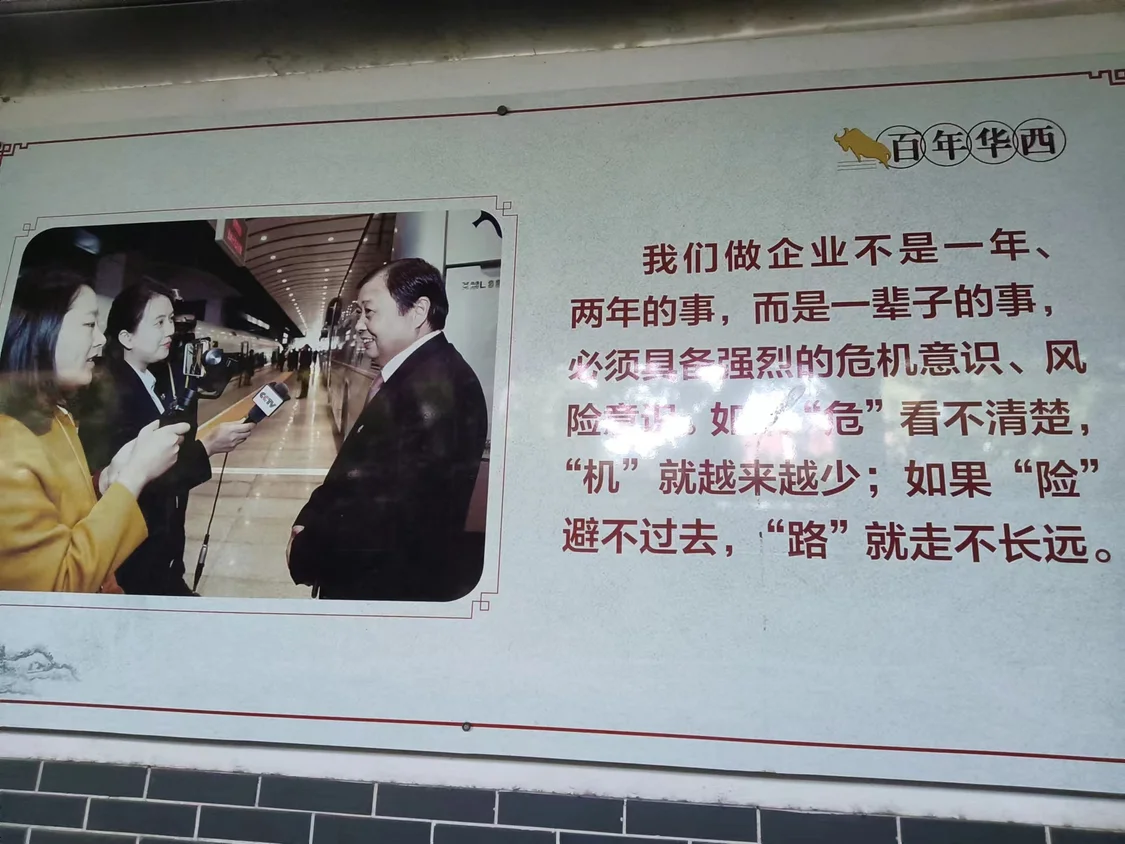 百年华西
我们做企业不是一年、
两年的事，而是一辈子的事，
必须具备强烈的危机意识、风
险意识。如 “危”看不清楚，
“机”就越来越少；如果“险”
避不过去，“路”就走不长远。
CCTV